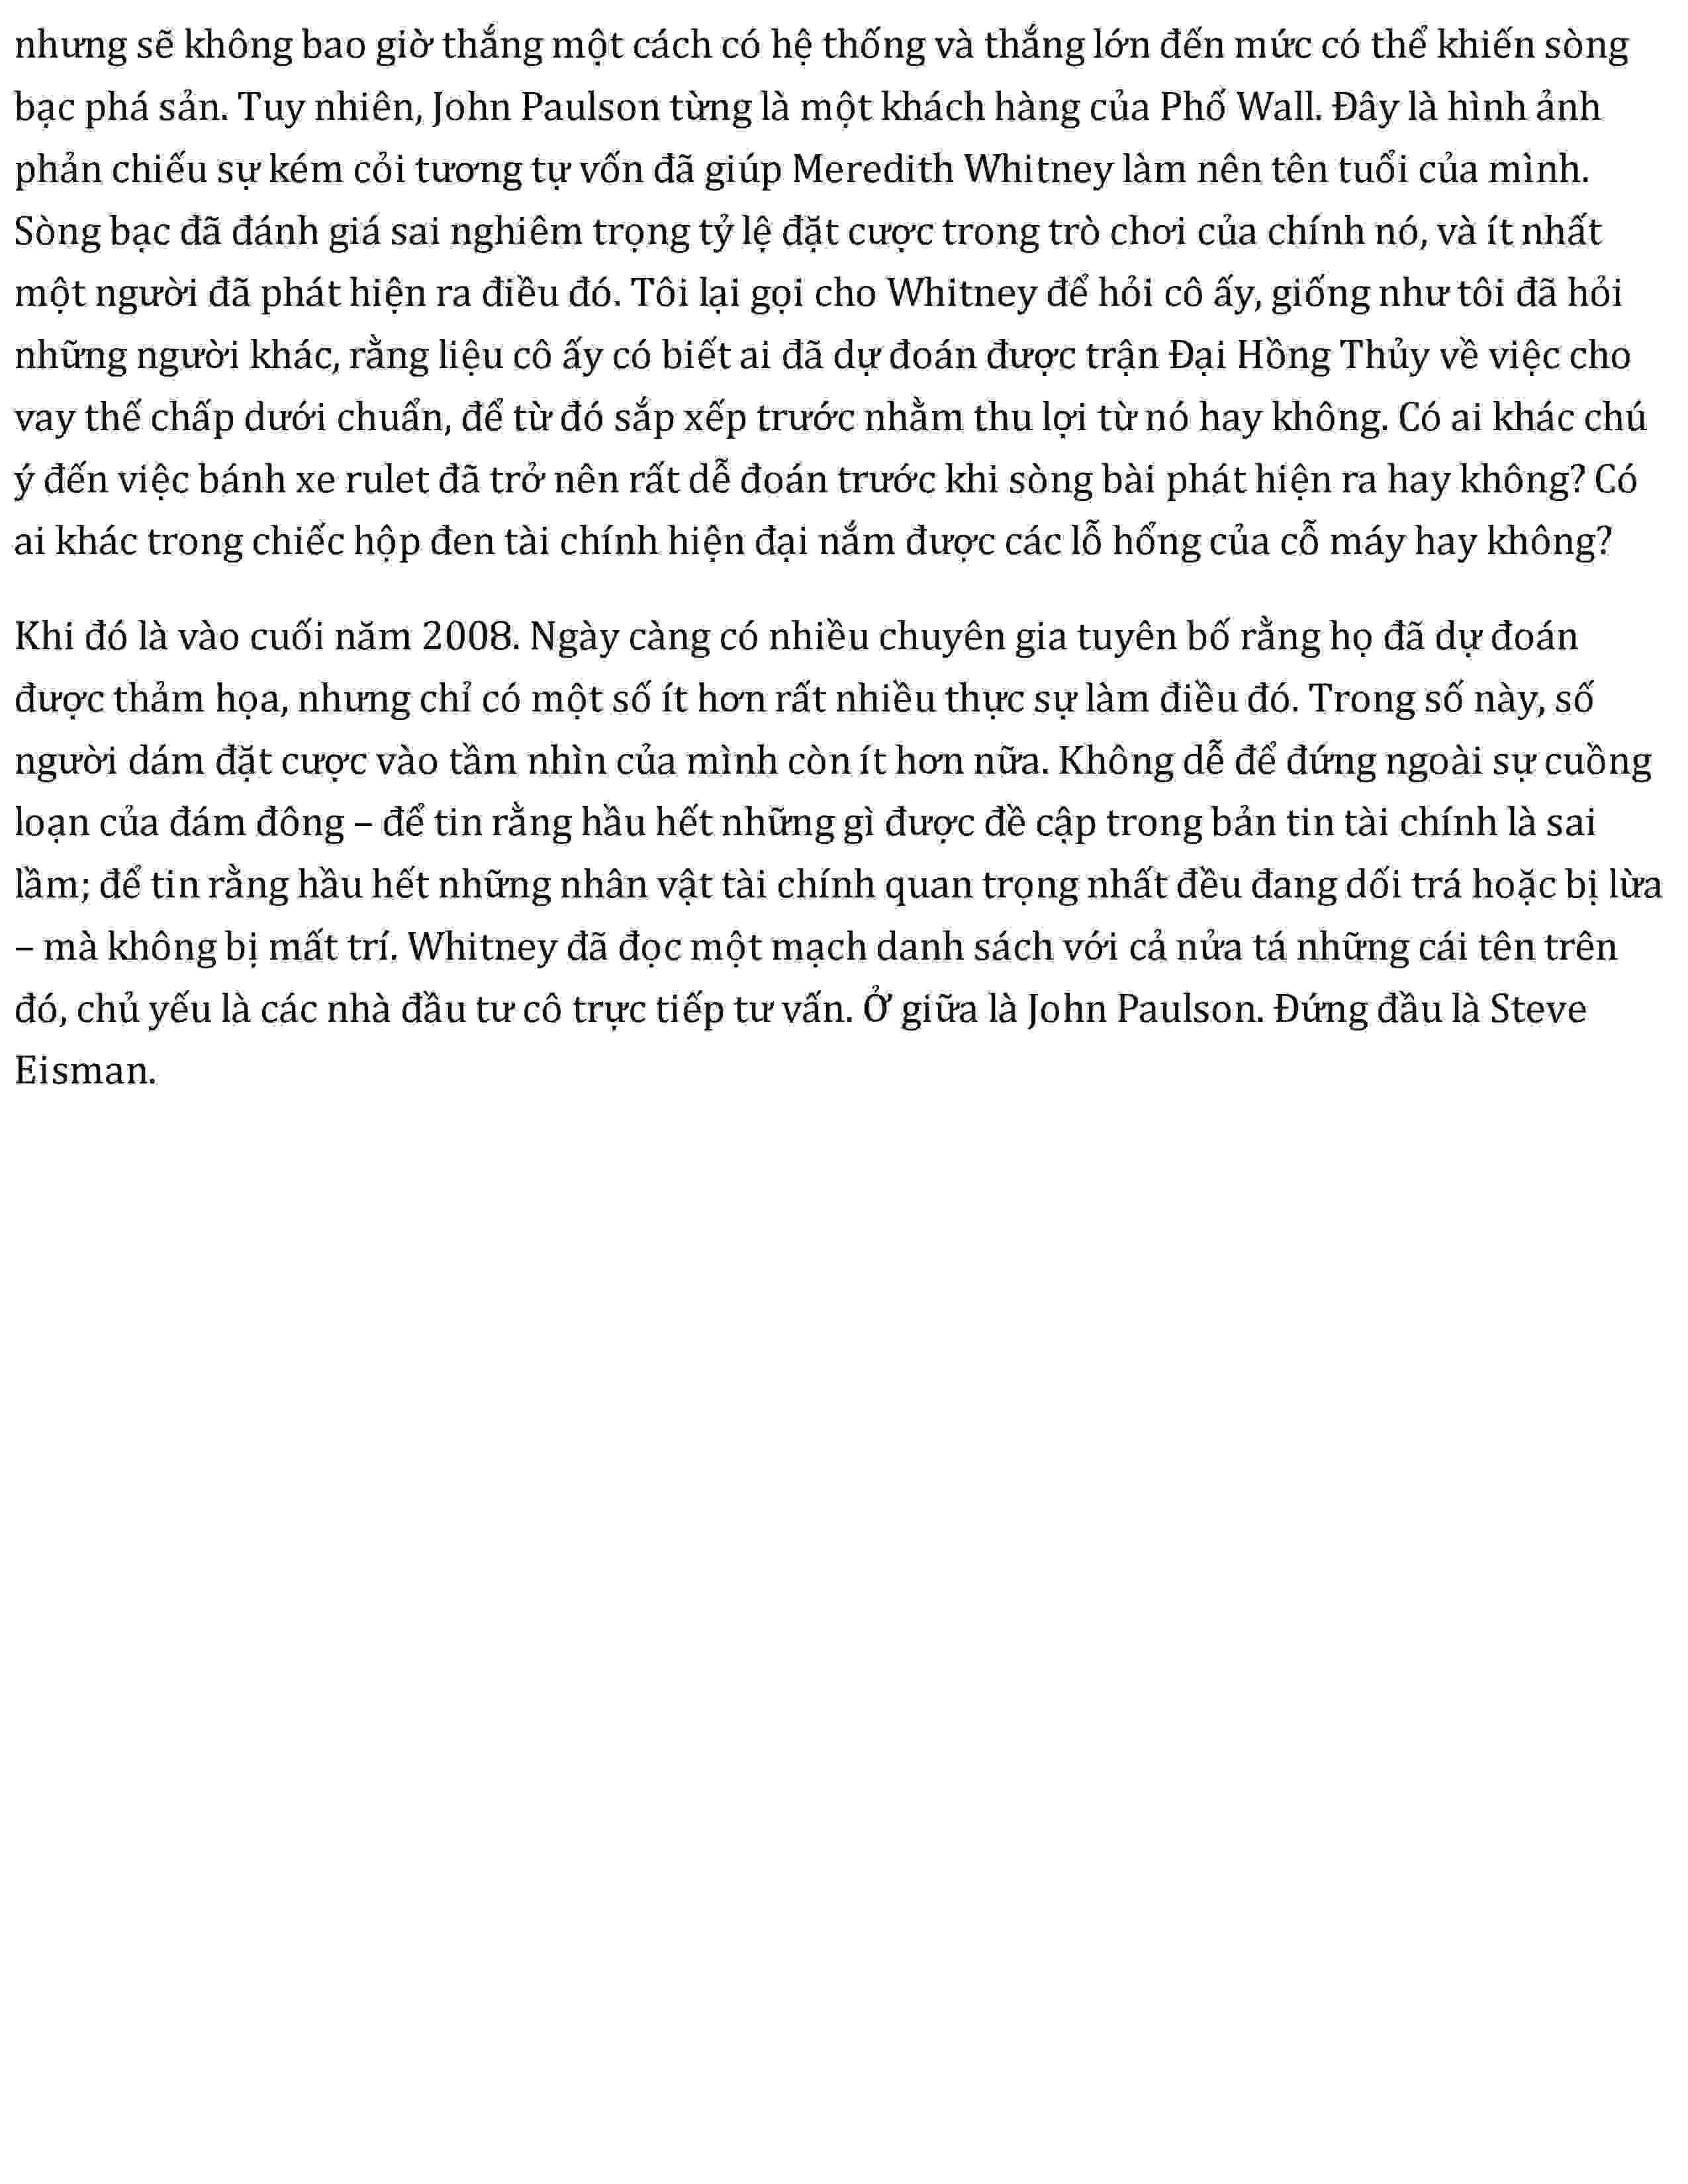 nhưng sẽ không bao giờ thắng một cách có hệ thống và thắng lớn đến mức có thể khiến sòng
bạc phá sản. Tuy nhiên, John Paulson từng là một khách hàng của Phố Wall. Đây là hình ảnh
phản chiếu sự kém cỏi tương tự vốn đã giúp Meredith Whitney làm nên tên tuổi của mình.
Sòng bạc đã đánh giá sai nghiêm trọng tỷ lệ đặt cược trong trò chơi của chính nó, và ít nhất
một người đã phát hiện ra điều đó. Tôi lại gọi cho Whitney để hỏi cô ấy, giống như tôi đã hỏi
những người khác, rằng liệu cô ấy có biết ai đã dự đoán được trận Đại Hồng Thủy về việc cho
vay thế chấp dưới chuẩn, để từ đó sắp xếp trước nhằm thu lợi từ nó hay không. Có ai khác chú
ý đến việc bánh xe rulet đã trở nên rất dễ đoán trước khi sòng bài phát hiện ra hay không? Có
ai khác trong chiếc hộp đen tài chính hiện đại nắm được các lỗ hổng của cỗ máy hay không?
Khi đó là vào cuối năm 2008. Ngày càng có nhiều chuyên gia tuyên bố rằng họ đã dự đoán
được thảm họa, nhưng chỉ có một số ít hơn rất nhiều thực sự làm điều đó. Trong số này, số
người dám đặt cược vào tầm nhìn của mình còn ít hơn nữa. Không dễ để đứng ngoài sự cuồng
loạn của đám đông – để tin rằng hầu hết những gì được đề cập trong bản tin tài chính là sai
lầm; để tin rằng hầu hết những nhân vật tài chính quan trọng nhất đều đang dối trá hoặc bị lừa
– mà không bị mất trí. Whitney đã đọc một mạch danh sách với cả nửa tá những cái tên trên
đó, chủ yếu là các nhà đầu tư cô trực tiếp tư vấn. Ở giữa là John Paulson. Đứng đầu là Steve
Eisman.